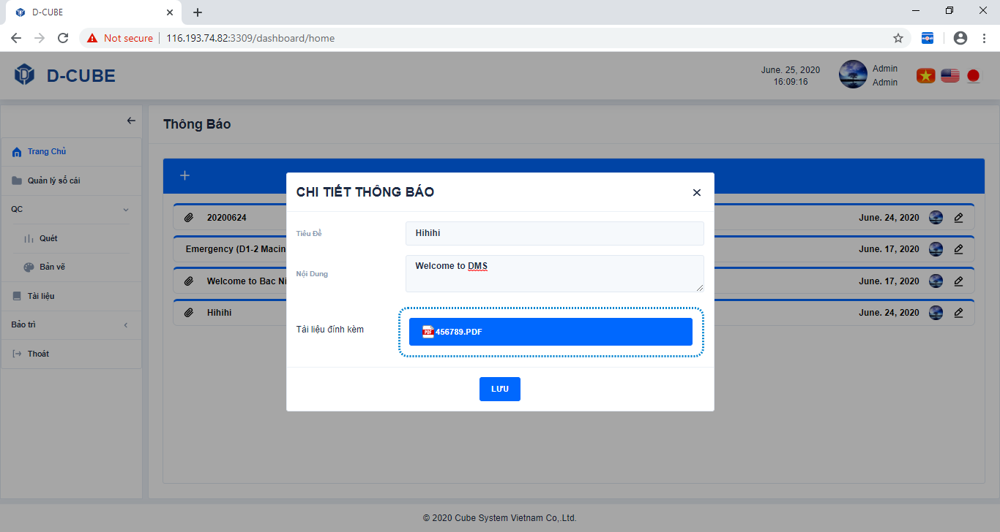 D-CUBE
Not secure 116.193.74.82:3309/dashboard/home
D-CUBE
June. 25, 2020
16:09:16
Admin
Admin
Thông Báo
Trang Chủ
Quản lý sổ cái
QC
Quét
Bản vẽ
Tài liệu
Bảo trì
Thoát
20200624 June. 24, 2020
Emergency (D1-2 Macin June. 17, 2020
Welcome to Bac Ni June. 17, 2020
Hihihi June. 24, 2020
CHI TIẾT THÔNG BÁO
Tiêu Đề Hihihi
Nội Dung Welcome to DMS
Tài liệu đính kèm PDF 456789.PDF
LƯU
© 2020 Cube System Vietnam Co,.Ltd.